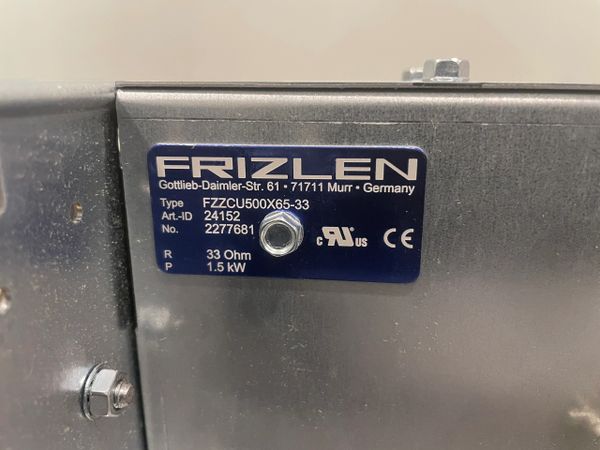 FRIZLEN
Gottlieb-Daimler-Str. 61 • 71711 Murr • Germany
Type FZZCU500X65-33
Art.-ID 24152
No. 2277681
c RU US CE
R 33 Ohm
P 1.5 kW